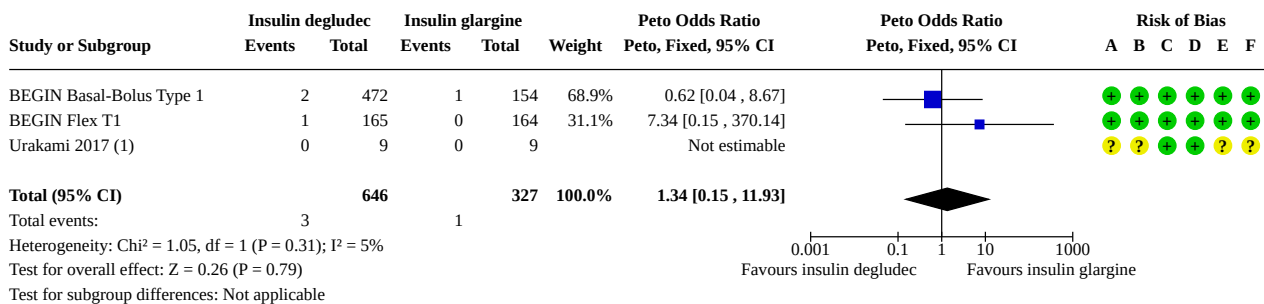 Insulin degludec Insulin glargine Peto Odds Ratio Peto Odds Ratio Risk of Bias
Study or Subgroup Events Total Events Total Weight Peto, Fixed, 95% CI Peto, Fixed, 95% CI A B C D E F
BEGIN Basal-Bolus Type 1 2 472 1 154 68.9% 0.62 [0.04 , 8.67] + + + + + +
BEGIN Flex T1 1 165 0 164 31.1% 7.34 [0.15 , 370.14] + + + + + +
Urakami 2017 (1) 0 9 0 9 Not estimable ? ? + + ? ?
Total (95% CI) 646 327 100.0% 1.34 [0.15 , 11.93]
Total events: 3 1
Heterogeneity: Chi² = 1.05, df = 1 (P = 0.31); I² = 5%
0.001 0.1 1 10 1000
Test for overall effect: Z = 0.26 (P = 0.79)
Favours insulin degludec Favours insulin glargine
Test for subgroup differences: Not applicable